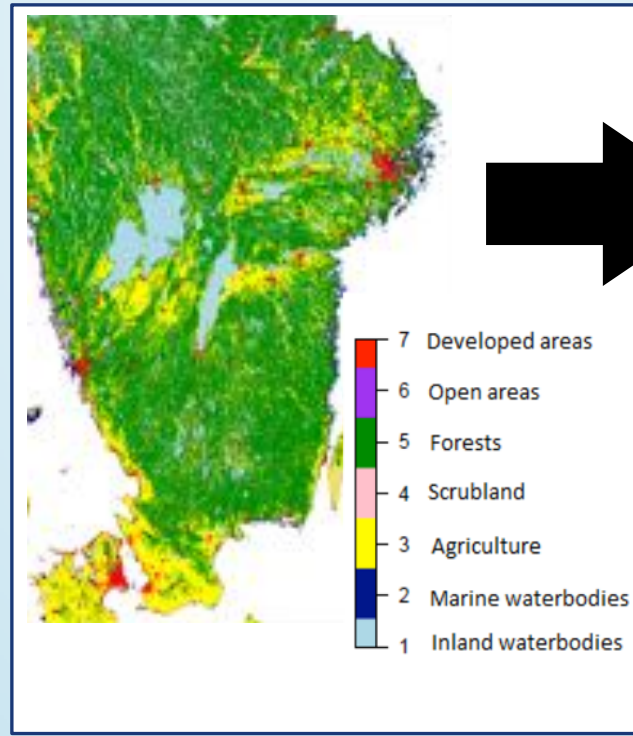 7 Developed areas
6 Open areas
5 Forests
4 Scrubland
3 Agriculture
2 Marine waterbodies
1 Inland waterbodies